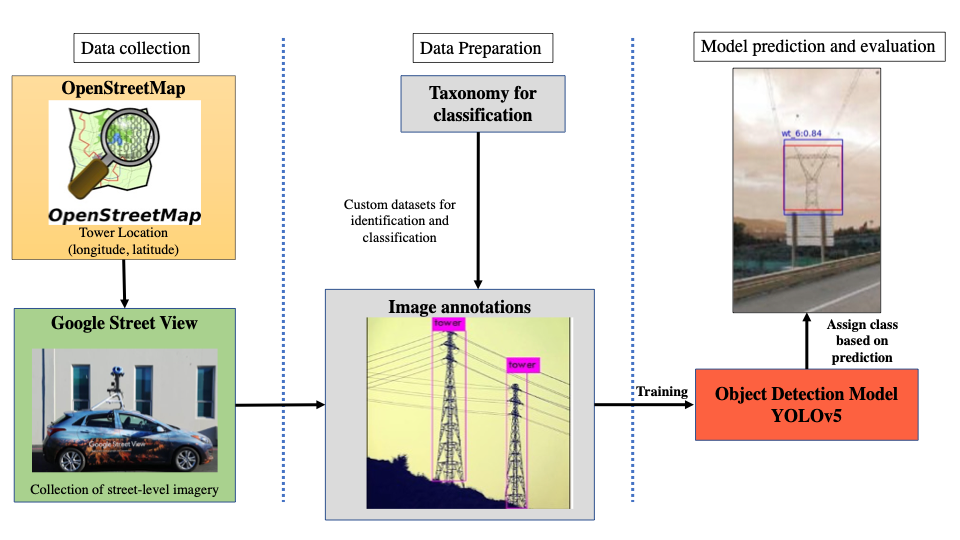 Data collection
OpenStreetMap
OpenStreetMap
Tower Location
(longitude, latitude)
Google Street View
Google Street View
Collection of street-level imagery
Data Preparation
Taxonomy for
classification
Custom datasets for
identification and
classification
Image annotations
tower
tower
Training
Model prediction and evaluation
wt_6:0.84
Assign class
based on
prediction
Object Detection Model
YOLOv5